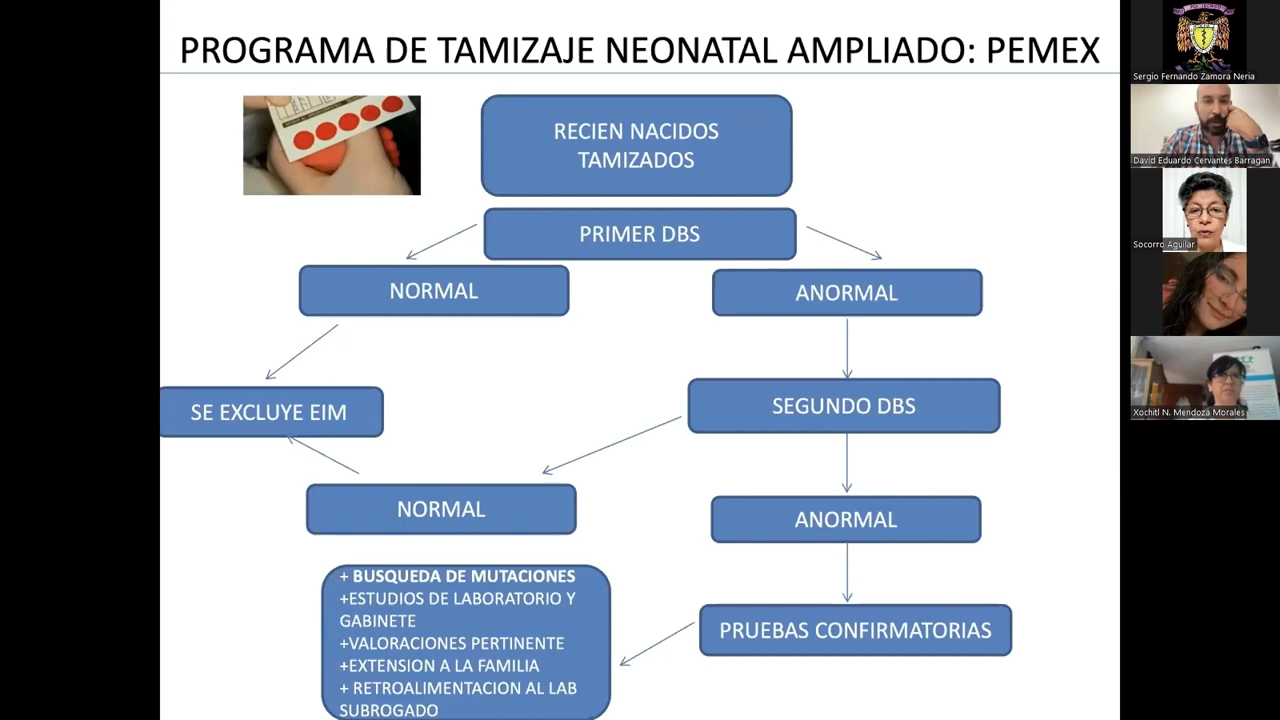 PROGRAMA DE TAMIZAJE NEONATAL AMPLIADO: PEMEX
RECIEN NACIDOS
TAMIZADOS
PRIMER DBS
NORMAL
ANORMAL
SE EXCLUYE EIM
SEGUNDO DBS
NORMAL
ANORMAL
+ BUSQUEDA DE MUTACIONES
+ESTUDIOS DE LABORATORIO Y
GABINETE
+VALORACIONES PERTINENTE
+EXTENSION A LA FAMILIA
+ RETROALIMENTACION AL LAB
SUBROGADO
PRUEBAS CONFIRMATORIAS
Sergio Fernando Zamora Neria
David Eduardo Cervantes Barragan
Socorro Aguilar
Xochitl N. Mendoza Morales